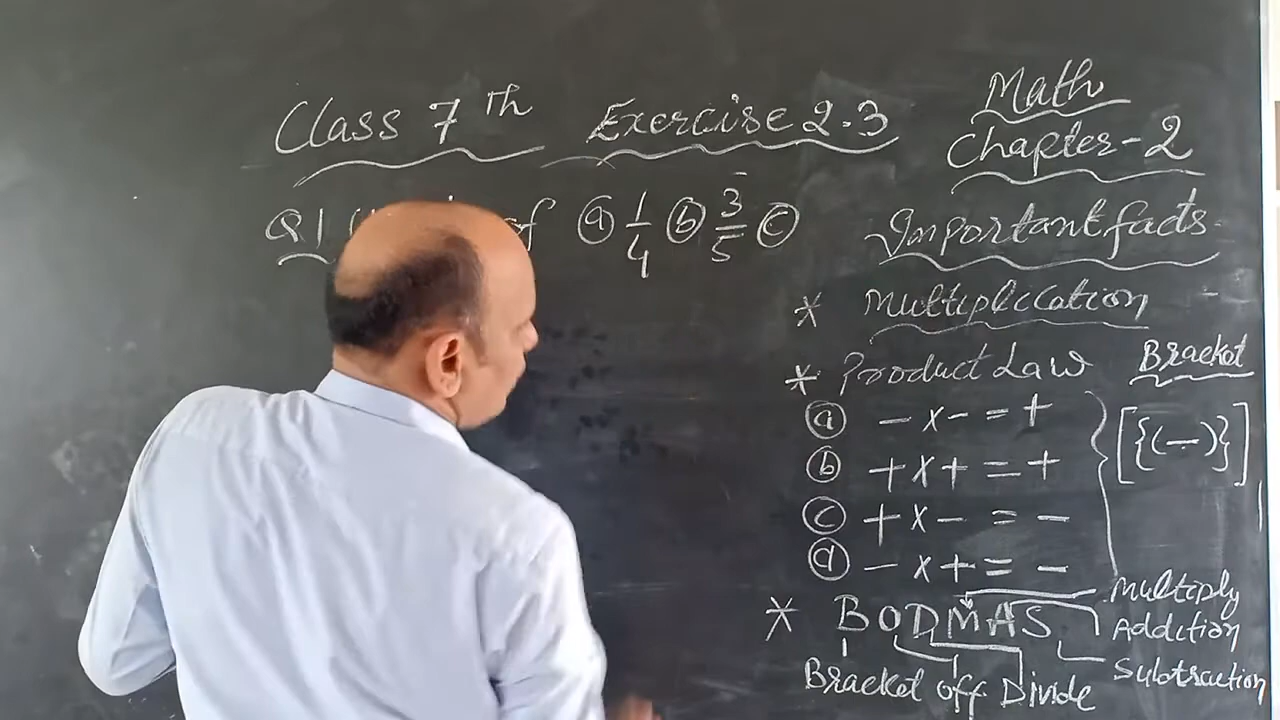 Class 7th Exercise 2.3
Q1 of (a) 1/4 (b) 3/5 (c)
Math
Chapter-2
Important facts.
* Multiplication
* Product Law
(a) - x - = +
(b) + x + = +
(c) + x - = -
(d) - x + = -
Bracket
[{(—)}]
* BODMAS
Bracket off Divide
Multiply
Addition
Subtraction